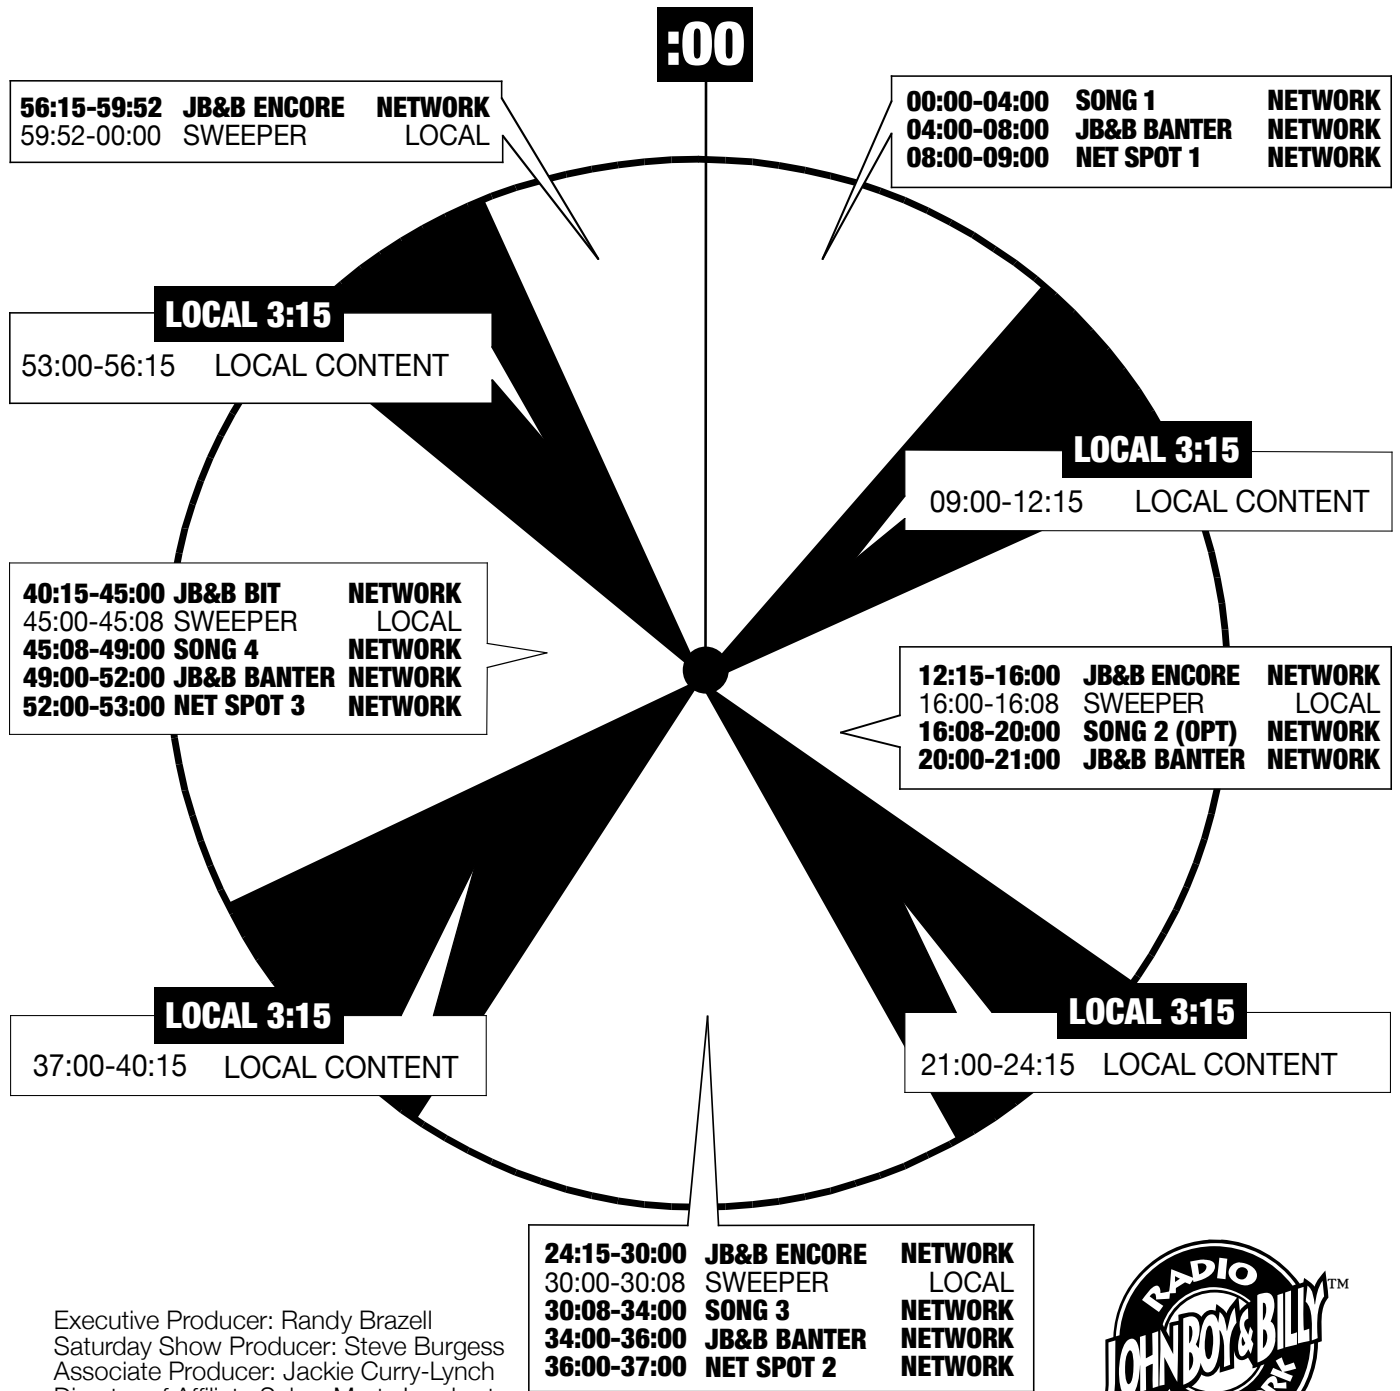 :00
56:15-59:52 JB&B ENCORE NETWORK
59:52-00:00 SWEEPER LOCAL
00:00-04:00 SONG 1 NETWORK
04:00-08:00 JB&B BANTER NETWORK
08:00-09:00 NET SPOT 1 NETWORK
LOCAL 3:15
53:00-56:15 LOCAL CONTENT
LOCAL 3:15
09:00-12:15 LOCAL CONTENT
40:15-45:00 JB&B BIT NETWORK
45:00-45:08 SWEEPER LOCAL
45:08-49:00 SONG 4 NETWORK
49:00-52:00 JB&B BANTER NETWORK
52:00-53:00 NET SPOT 3 NETWORK
12:15-16:00 JB&B ENCORE NETWORK
16:00-16:08 SWEEPER LOCAL
16:08-20:00 SONG 2 (OPT) NETWORK
20:00-21:00 JB&B BANTER NETWORK
LOCAL 3:15
37:00-40:15 LOCAL CONTENT
LOCAL 3:15
21:00-24:15 LOCAL CONTENT
24:15-30:00 JB&B ENCORE NETWORK
30:00-30:08 SWEEPER LOCAL
30:08-34:00 SONG 3 NETWORK
34:00-36:00 JB&B BANTER NETWORK
36:00-37:00 NET SPOT 2 NETWORK
Executive Producer: Randy Brazell
Saturday Show Producer: Steve Burgess
Associate Producer: Jackie Curry-Lynch
RADIO
JOHN BOY & BILLY
TM